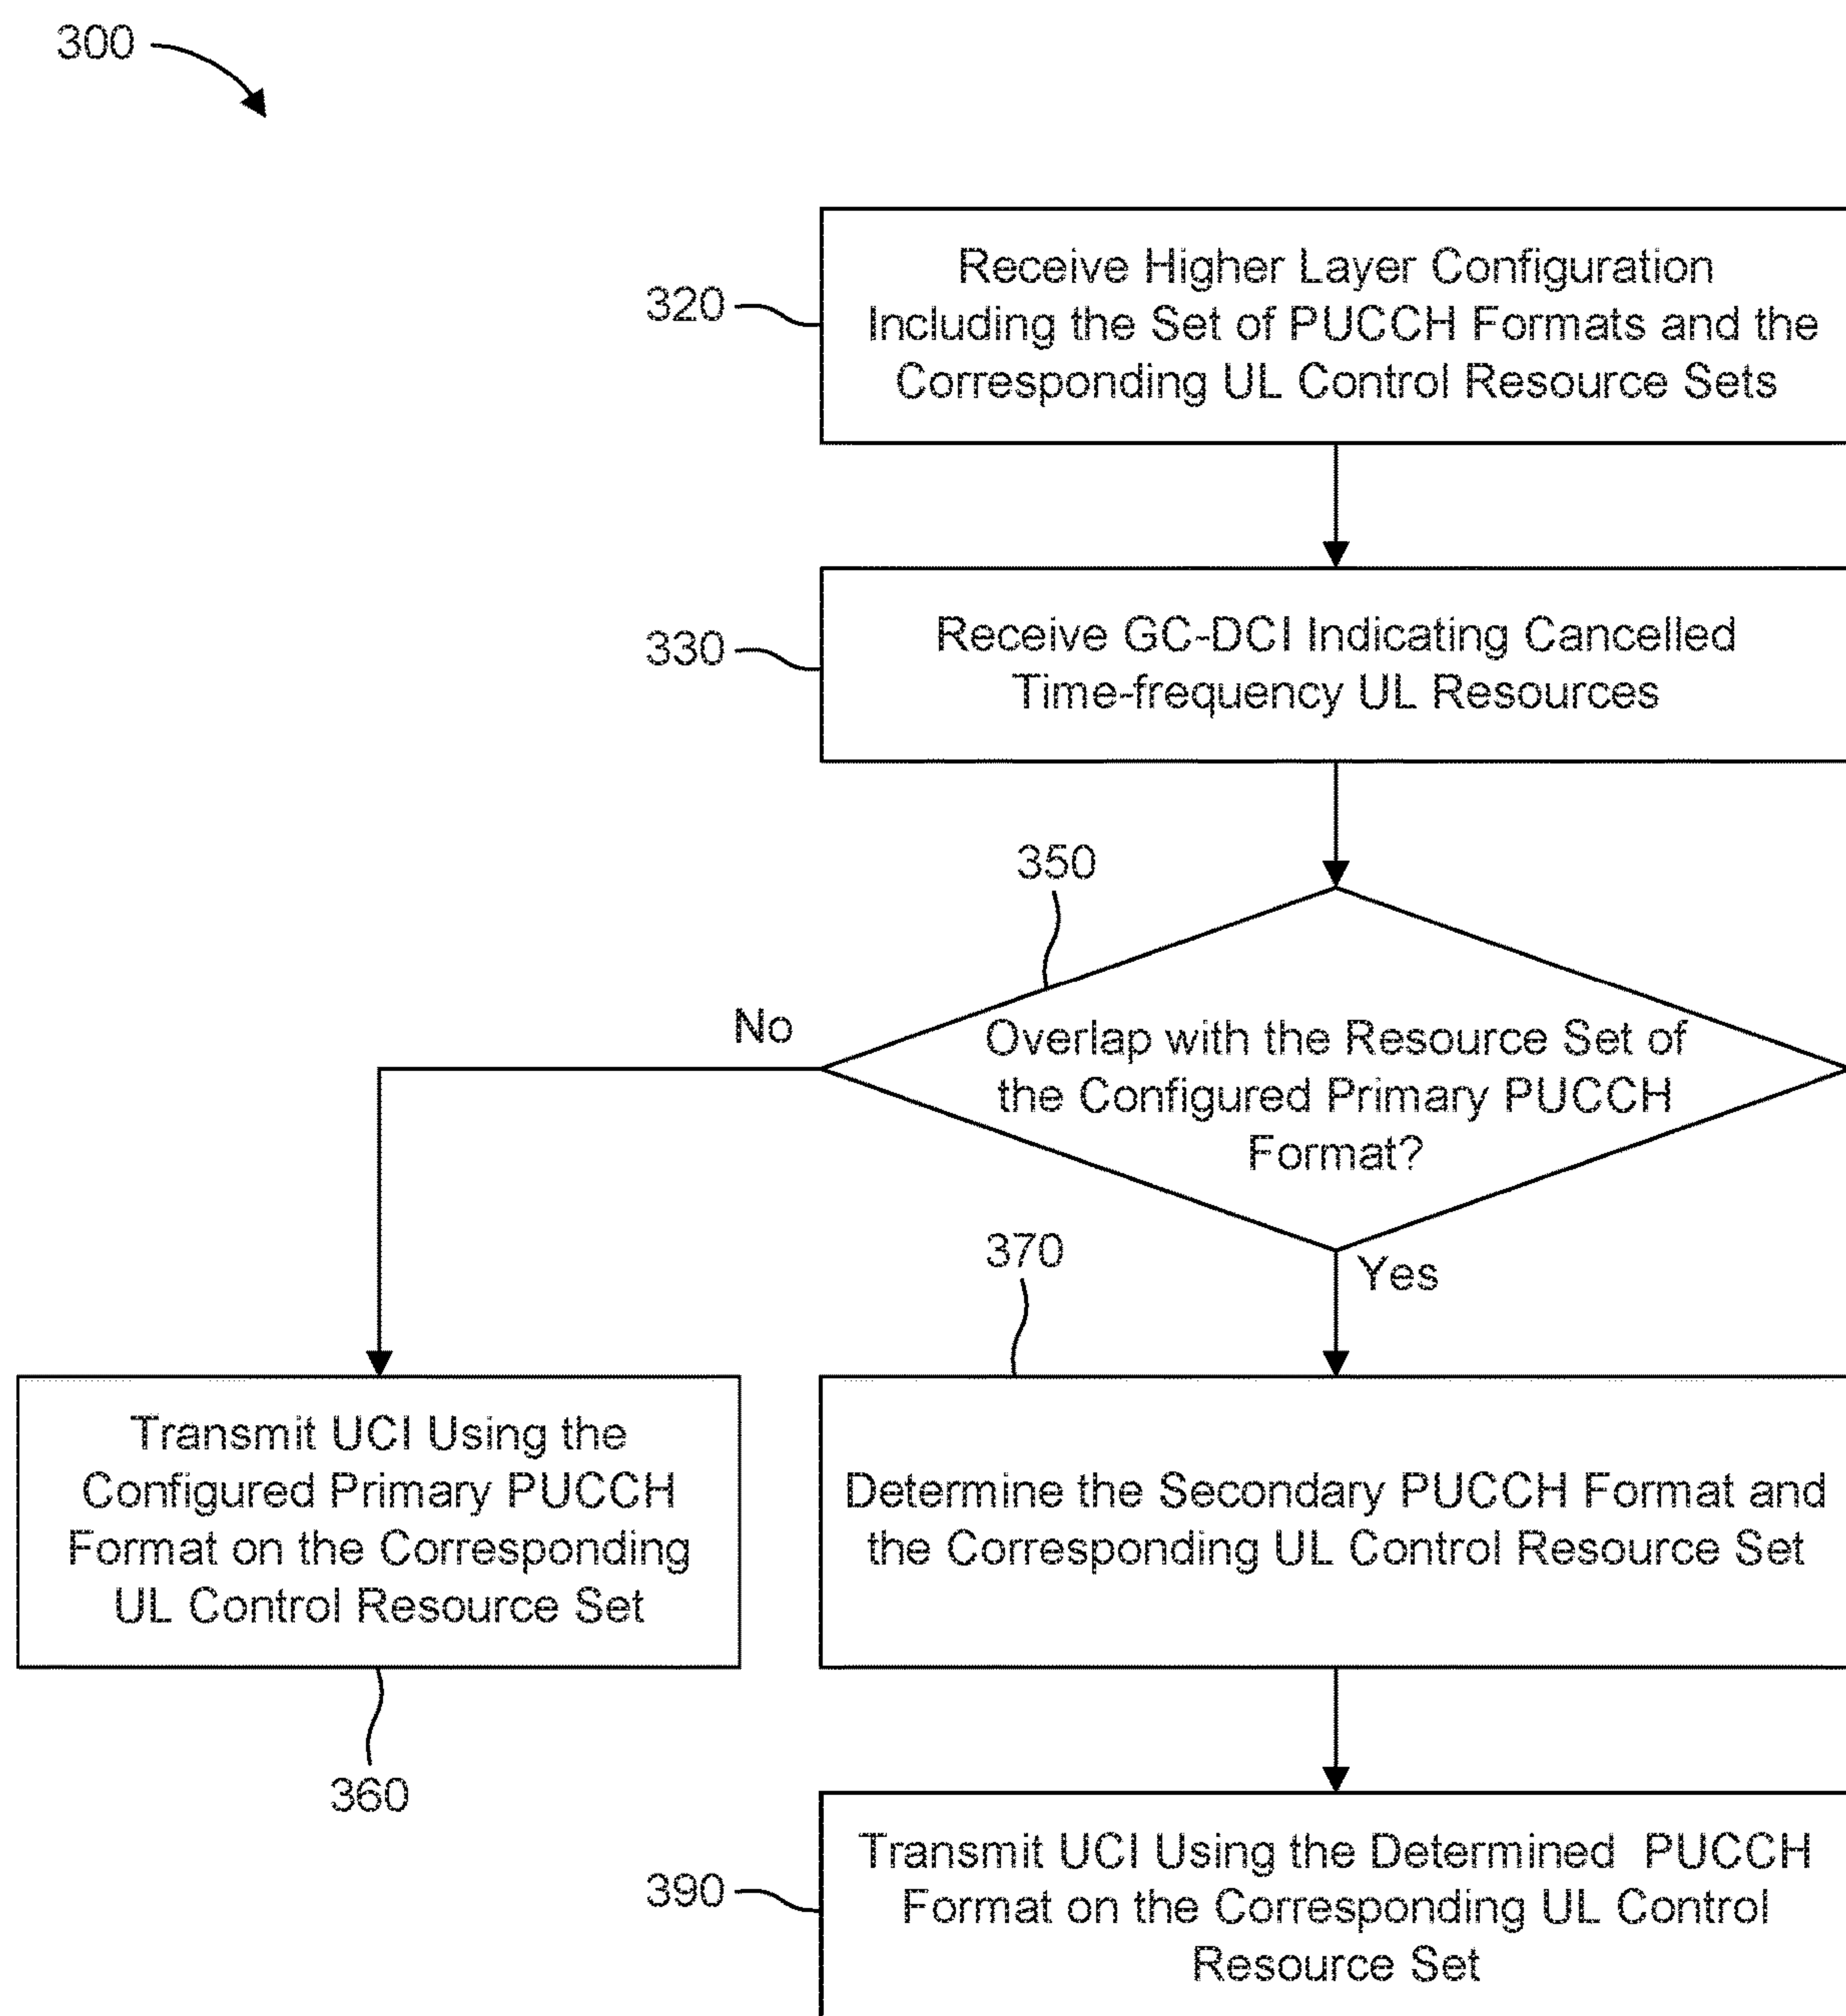 300
320
Receive Higher Layer Configuration
Including the Set of PUCCH Formats and the
Corresponding UL Control Resource Sets
330
Receive GC-DCI Indicating Cancelled
Time-frequency UL Resources
350
No
Overlap with the Resource Set of
the Configured Primary PUCCH
Format?
Yes
370
Transmit UCI Using the
Configured Primary PUCCH
Format on the Corresponding
UL Control Resource Set
360
Determine the Secondary PUCCH Format and
the Corresponding UL Control Resource Set
390
Transmit UCI Using the Determined PUCCH
Format on the Corresponding UL Control
Resource Set